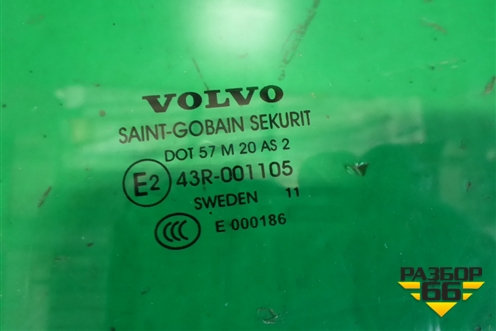 VOLVO
SAINT-GOBAIN SEKURIT
DOT 57 M 20 AS 2
E2 43R-001105
SWEDEN 11
CCC E 000186
РАЗБОР
66